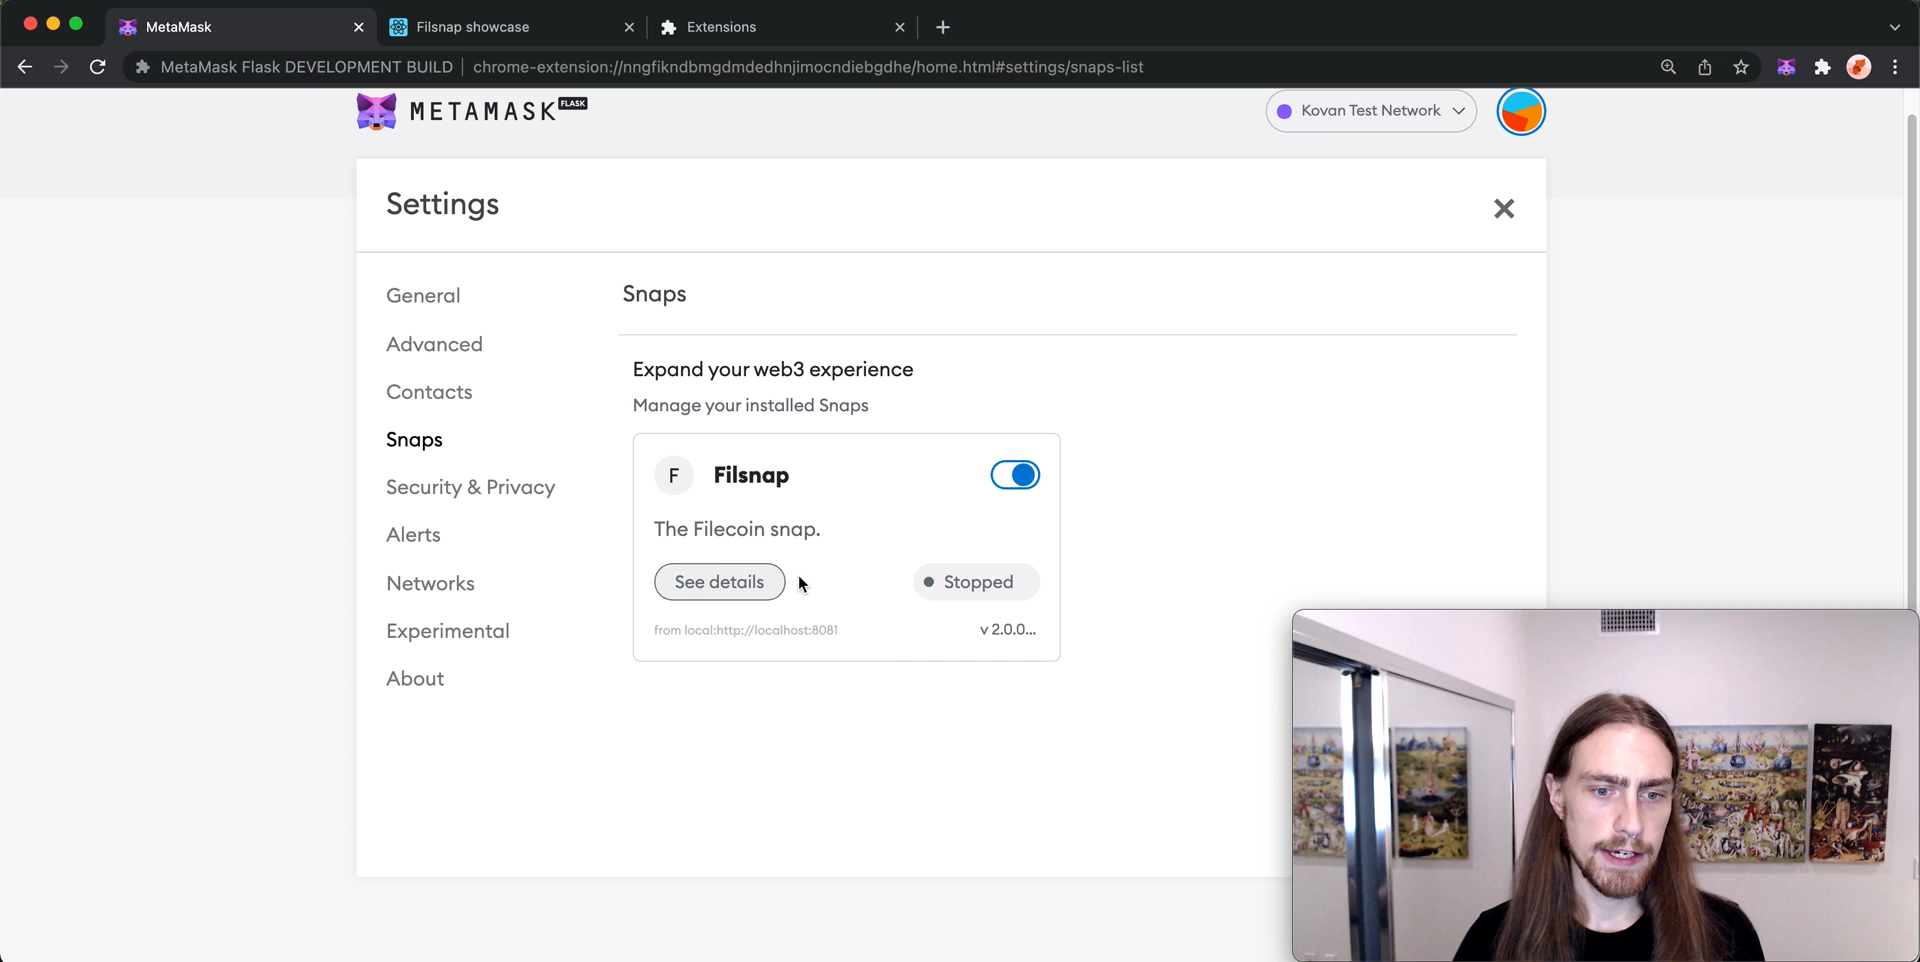 MetaMask
Filsnap showcase
Extensions
MetaMask Flask DEVELOPMENT BUILD
chrome-extension://nngfikndbmgdmdedhnjimocndiebgdhe/home.html#settings/snaps-list
METAMASK FLASK
Kovan Test Network
Settings
General
Advanced
Contacts
Snaps
Security & Privacy
Alerts
Networks
Experimental
About
Snaps
Expand your web3 experience
Manage your installed Snaps
F
Filsnap
The Filecoin snap.
See details
Stopped
from local:http://localhost:8081
v 2.0.0...